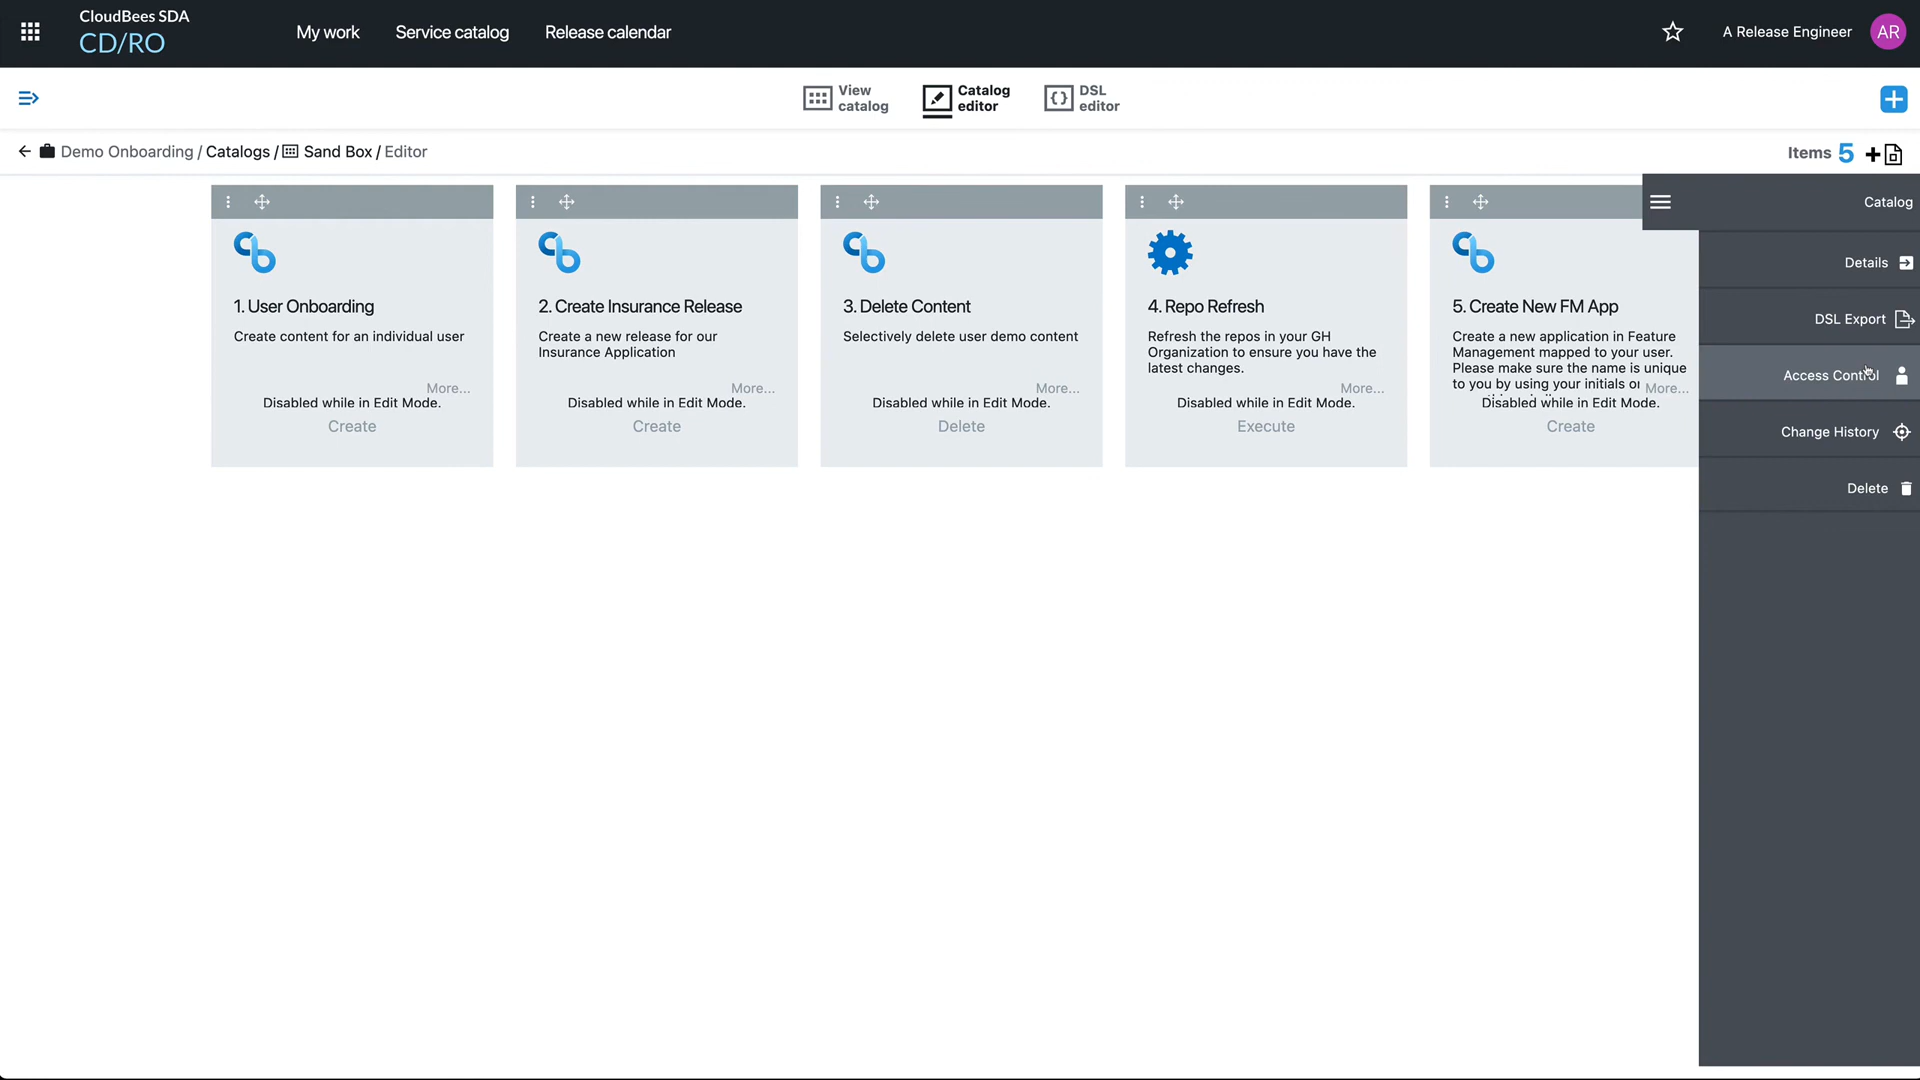 CloudBees SDA
CD/RO
My work
Service catalog
Release calendar
A Release Engineer
AR
View catalog
Catalog editor
DSL editor
Demo Onboarding / Catalogs / Sand Box / Editor
Items 5
Catalog
Details
DSL Export
Access Control
Change History
Delete
1. User Onboarding
Create content for an individual user
More...
Disabled while in Edit Mode.
Create
2. Create Insurance Release
Create a new release for our
Insurance Application
More...
Disabled while in Edit Mode.
Create
3. Delete Content
Selectively delete user demo content
More...
Disabled while in Edit Mode.
Delete
4. Repo Refresh
Refresh the repos in your GH
Organization to ensure you have the
latest changes.
More...
Disabled while in Edit Mode.
Execute
5. Create New FM App
Create a new application in Feature
Management mapped to your user.
Please make sure the name is unique
to you by using your initials or
More...
Disabled while in Edit Mode.
Create